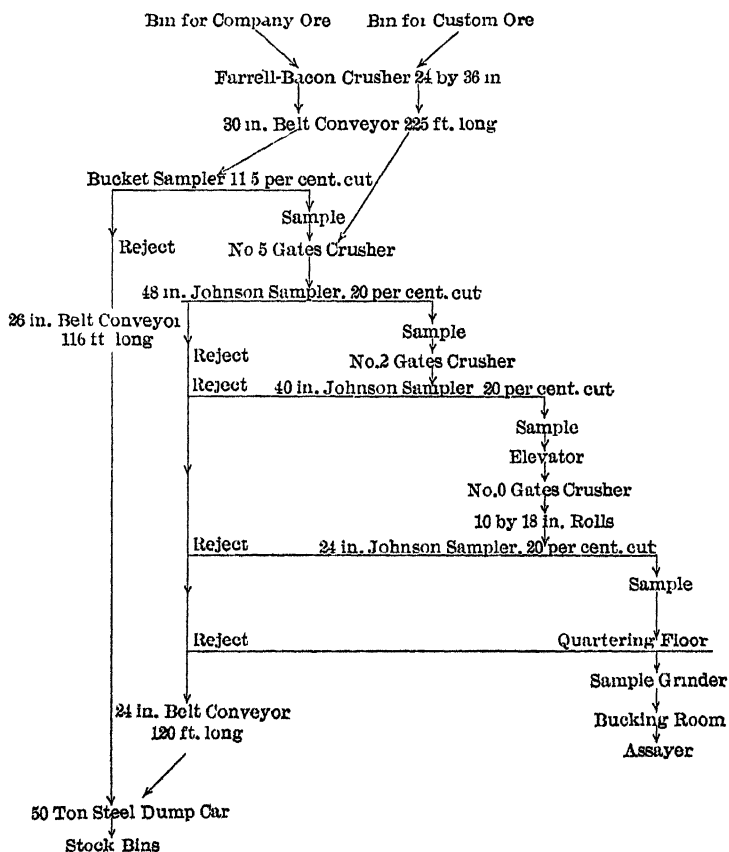 Bin for Company Ore
Bin for Custom Ore
Farrell-Bacon Crusher 24 by 36 in
30 in. Belt Conveyor 225 ft. long
Bucket Sampler 11 5 per cent. cut
Sample
Reject
No 5 Gates Crusher
48 in. Johnson Sampler. 20 per cent. cut
26 in. Belt Conveyor
116 ft long
Sample
Reject
No.2 Gates Crusher
Reject
40 in. Johnson Sampler 20 per cent. cut
Sample
Elevator
No.0 Gates Crusher
10 by 18 in. Rolls
Reject
24 in. Johnson Sampler. 20 per cent. cut
Sample
Reject
Quartering Floor
Sample Grinder
24 in. Belt Conveyor
120 ft. long
Bucking Room
Assayer
50 Ton Steel Dump Car
Stock Bins